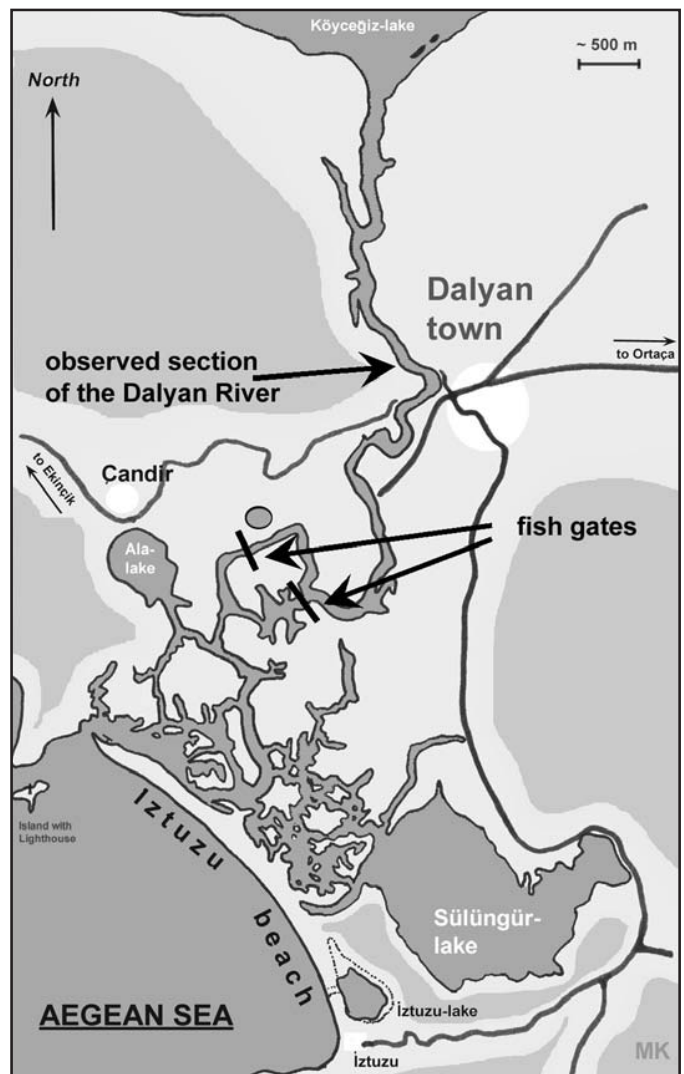 Köyceğiz-lake
~ 500 m
North
Dalyan
town
to Ortaça
observed section
of the Dalyan River
to Ekinçik
Çandir
fish gates
Ala-
lake
Island with
Lighthouse
Iztuzu
beach
Sülüngür-
lake
AEGEAN SEA
İztuzu-lake
İztuzu
MK